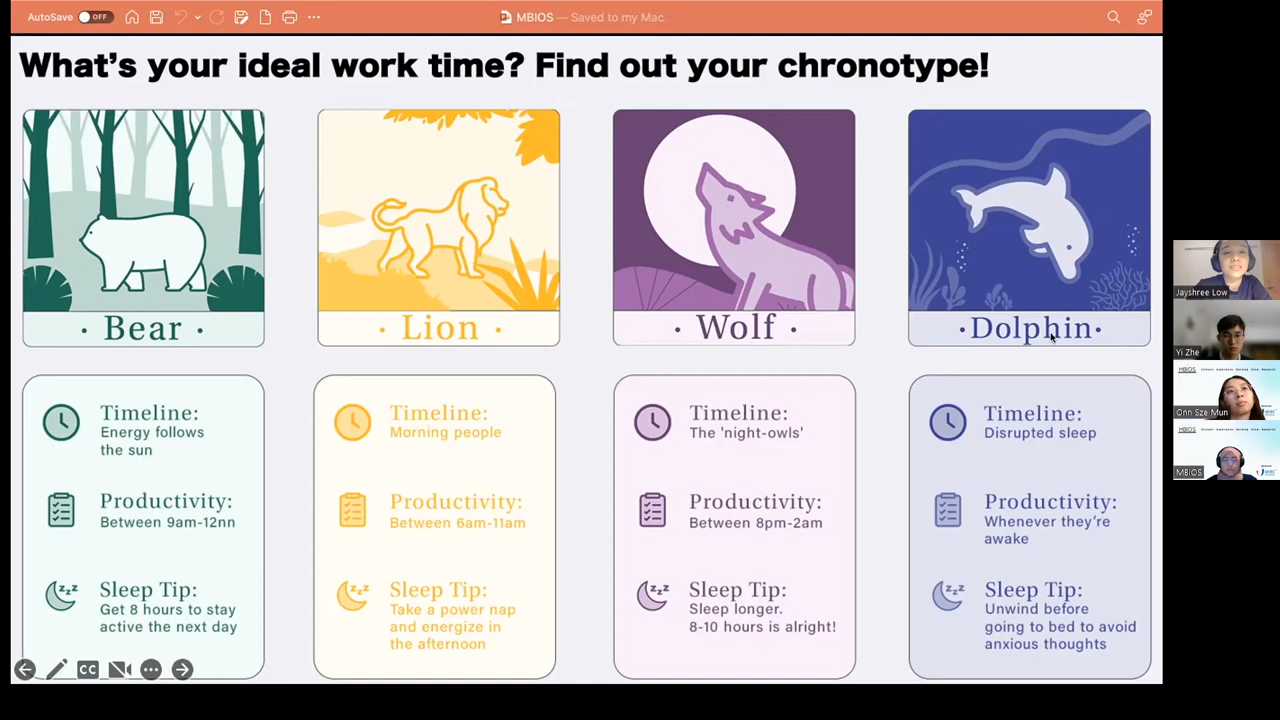 AutoSave OFF
MBIOS — Saved to my Mac
What's your ideal work time? Find out your chronotype!
· Bear ·
· Lion ·
· Wolf ·
·Dolphin·
Timeline:
Energy follows
the sun
Productivity:
Between 9am-12nn
Sleep Tip:
Get 8 hours to stay
active the next day
Timeline:
Morning people
Productivity:
Between 6am-11am
Sleep Tip:
Take a power nap
and energize in
the afternoon
Timeline:
The 'night-owls'
Productivity:
Between 8pm-2am
Sleep Tip:
Sleep longer.
8-10 hours is alright!
Timeline:
Disrupted sleep
Productivity:
Whenever they're
awake
Sleep Tip:
Unwind before
going to bed to avoid
anxious thoughts
CC
Jayshree Low
Yi Zhe
MBIOS
Onn Sze Mun
MBIOS
MBIOS